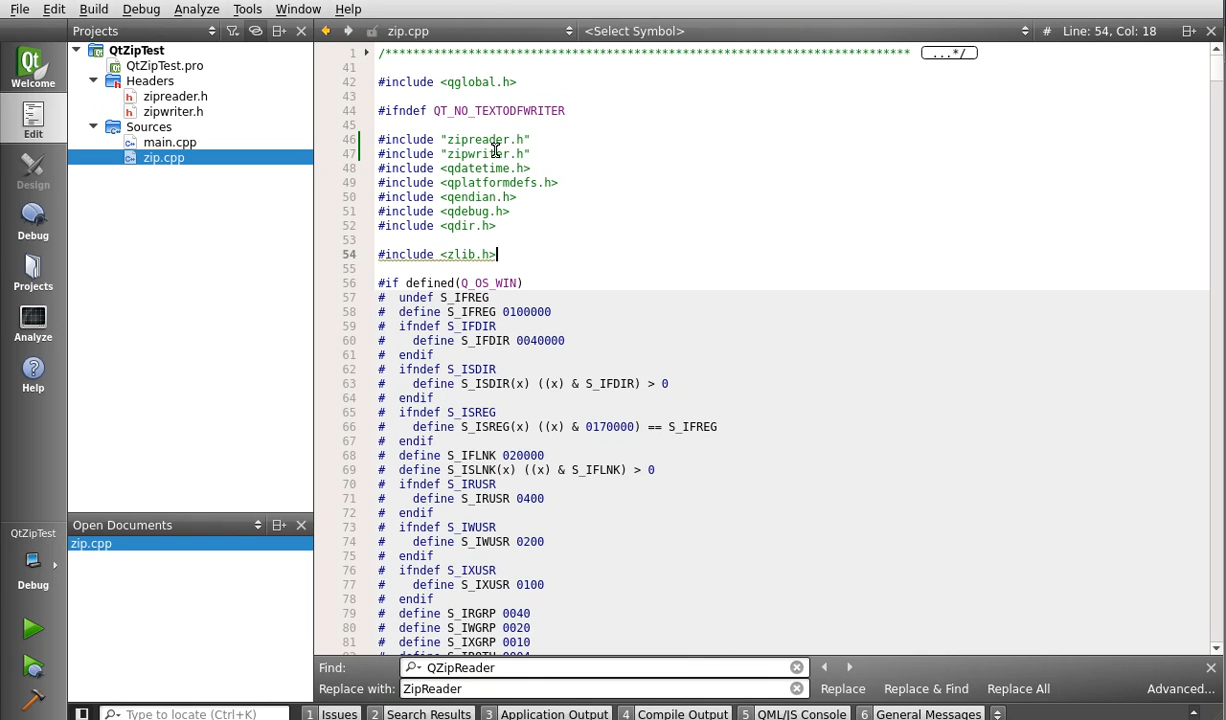 File Edit Build Debug Analyze Tools Window Help
Projects zip.cpp <Select Symbol> # Line: 54, Col: 18
Welcome
Edit
Design
Debug
Projects
Analyze
Help
QtZipTest
Debug
QtZipTest
QtZipTest.pro
Headers
zipreader.h
zipwriter.h
Sources
main.cpp
zip.cpp
Open Documents
zip.cpp
1 /**************************************************************************** ...*/
41
42 #include <qglobal.h>
43
44 #ifndef QT_NO_TEXTODFWRITER
45
46 #include "zipreader.h"
47 #include "zipwriter.h"
48 #include <qdatetime.h>
49 #include <qplatformdefs.h>
50 #include <qendian.h>
51 #include <qdebug.h>
52 #include <qdir.h>
53
54 #include <zlib.h>
55
56 #if defined(Q_OS_WIN)
57 #  undef S_IFREG
58 #  define S_IFREG 0100000
59 #  ifndef S_IFDIR
60 #    define S_IFDIR 0040000
61 #  endif
62 #  ifndef S_ISDIR
63 #    define S_ISDIR(x) ((x) & S_IFDIR) > 0
64 #  endif
65 #  ifndef S_ISREG
66 #    define S_ISREG(x) ((x) & 0170000) == S_IFREG
67 #  endif
68 #  define S_IFLNK 020000
69 #  define S_ISLNK(x) ((x) & S_IFLNK) > 0
70 #  ifndef S_IRUSR
71 #    define S_IRUSR 0400
72 #  endif
73 #  ifndef S_IWUSR
74 #    define S_IWUSR 0200
75 #  endif
76 #  ifndef S_IXUSR
77 #    define S_IXUSR 0100
78 #  endif
79 #  define S_IRGRP 0040
80 #  define S_IWGRP 0020
81 #  define S_IXGRP 0010
Find: QZipReader
Replace with: ZipReader Replace Replace & Find Replace All Advanced...
Type to locate (Ctrl+K) 1 Issues 2 Search Results 3 Application Output 4 Compile Output 5 QML/JS Console 6 General Messages